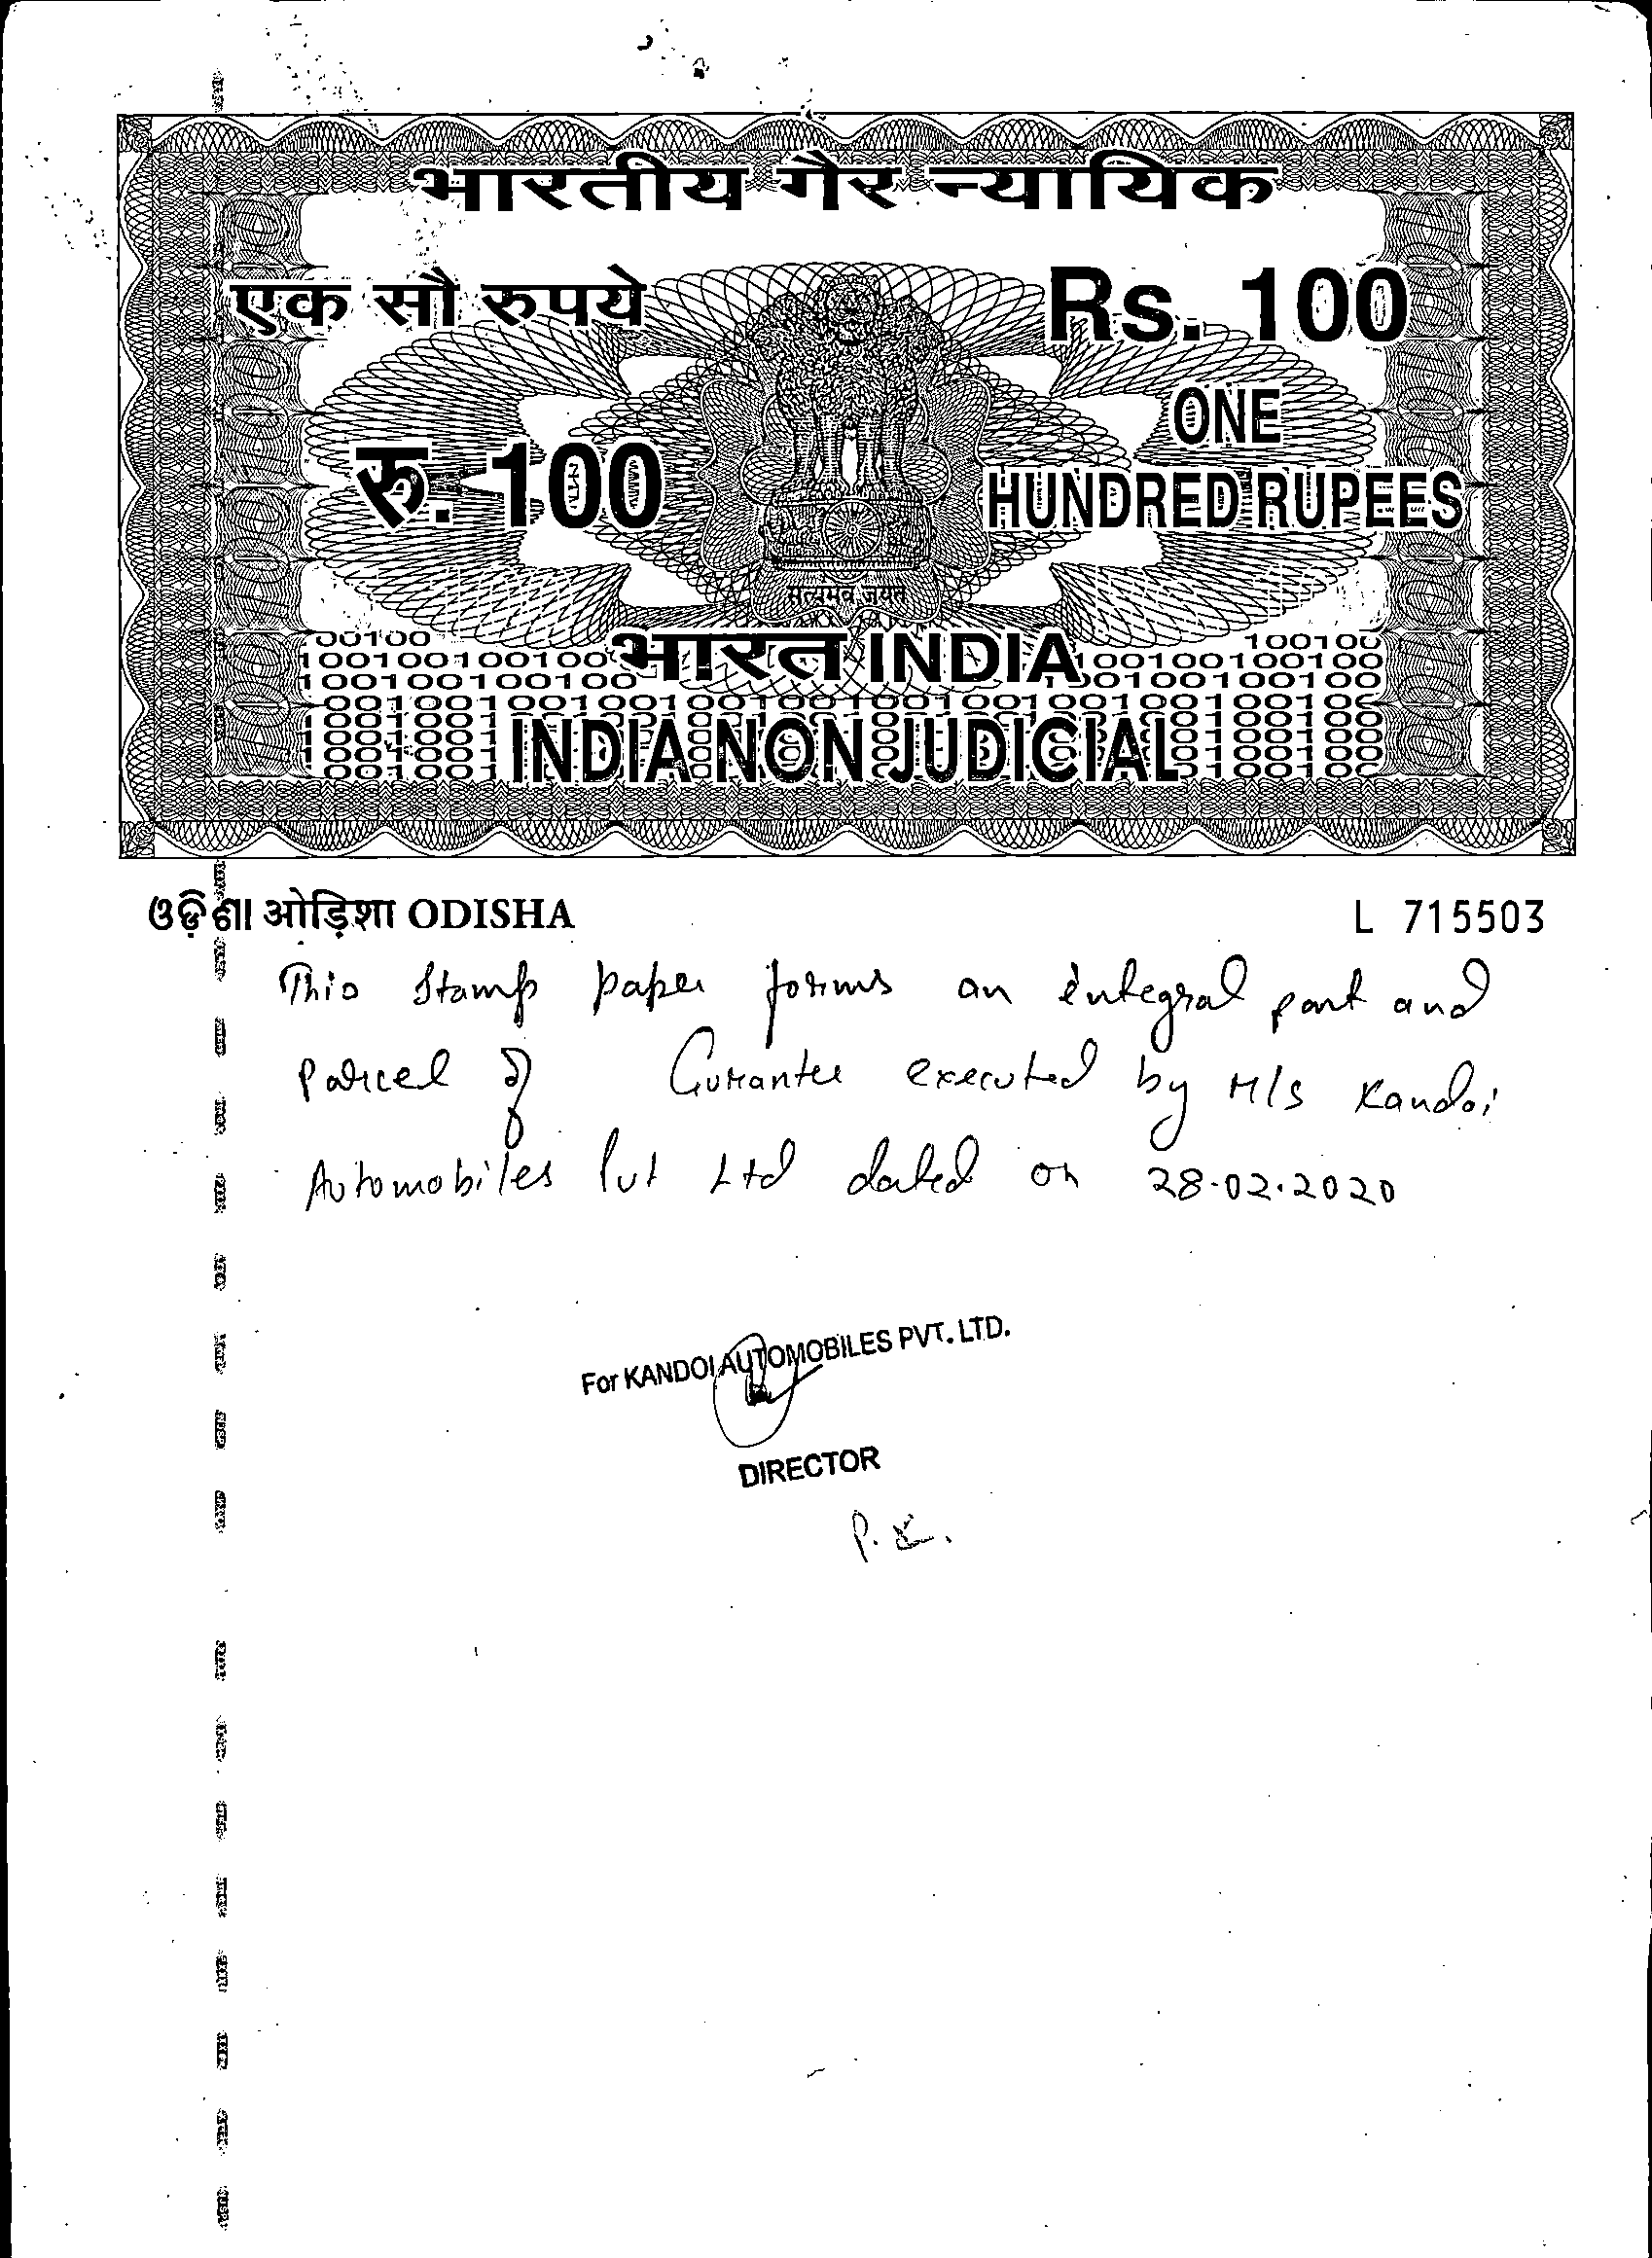 भारतीय गैर न्यायिक
एक सौ रुपये
Rs. 100
रु. 100
ONE
HUNDRED RUPEES
सत्यमेव जयते
भारत INDIA
INDIA NON JUDICIAL
ଓଡ଼ିଶା ओड़िशा ODISHA
L 715503
This Stamp paper forms an integral part and
Parcel of Gurantee executed by M/S Kandoi
Automobiles Pvt Ltd dated on 28.02.2020
For KANDOI AUTOMOBILES PVT. LTD.
DIRECTOR
P. K.